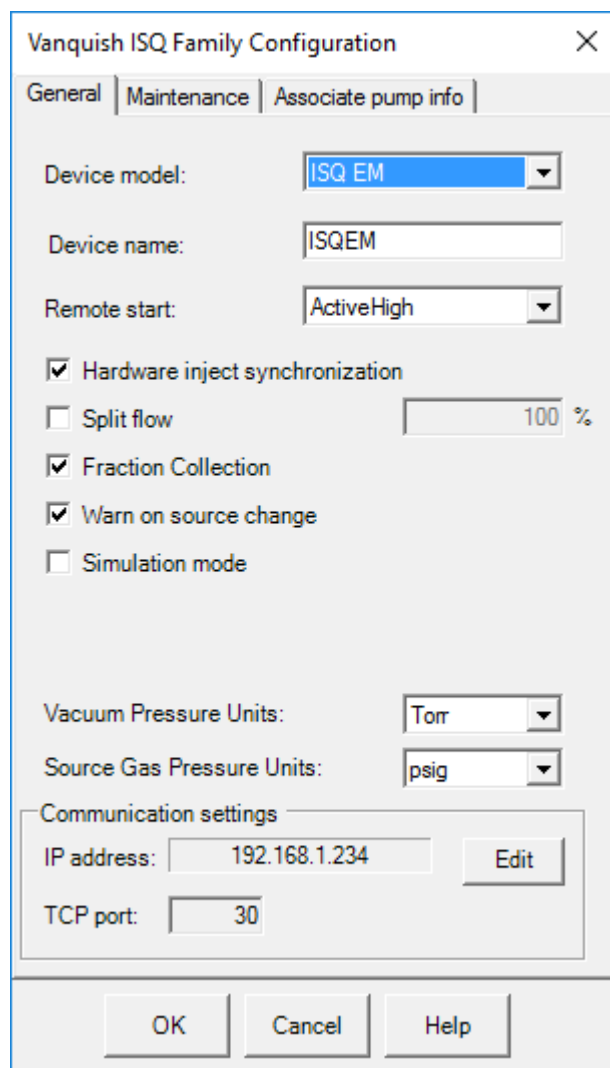 Vanquish ISQ Family Configuration
General Maintenance Associate pump info
Device model: ISQ EM
Device name: ISQEM
Remote start: ActiveHigh
Hardware inject synchronization
Split flow 100 %
Fraction Collection
Warn on source change
Simulation mode
Vacuum Pressure Units: Torr
Source Gas Pressure Units: psig
Communication settings
IP address: 192.168.1.234 Edit
TCP port: 30
OK Cancel Help